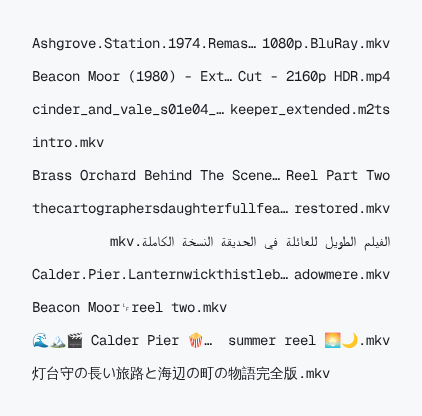 Ashgrove.Station.1974.Remas… 1080p.BluRay.mkv
Beacon Moor (1980) - Ext… Cut - 2160p HDR.mp4
cinder_and_vale_s01e04_… keeper_extended.m2ts
intro.mkv
Brass Orchard Behind The Scene… Reel Part Two
thecartographersdaughterfullfea… restored.mkv
الفيلم الطويل للعائلة في الحديقة النسخة الكاملة.mkv
Calder.Pier.Lanternwickthistleb… adowmere.mkv
Beacon Moor␊reel two.mkv
🌊🏔️🎬 Calder Pier 🍿… summer reel 🌅🌙.mkv
灯台守の長い旅路と海辺の町の物語完全版.mkv